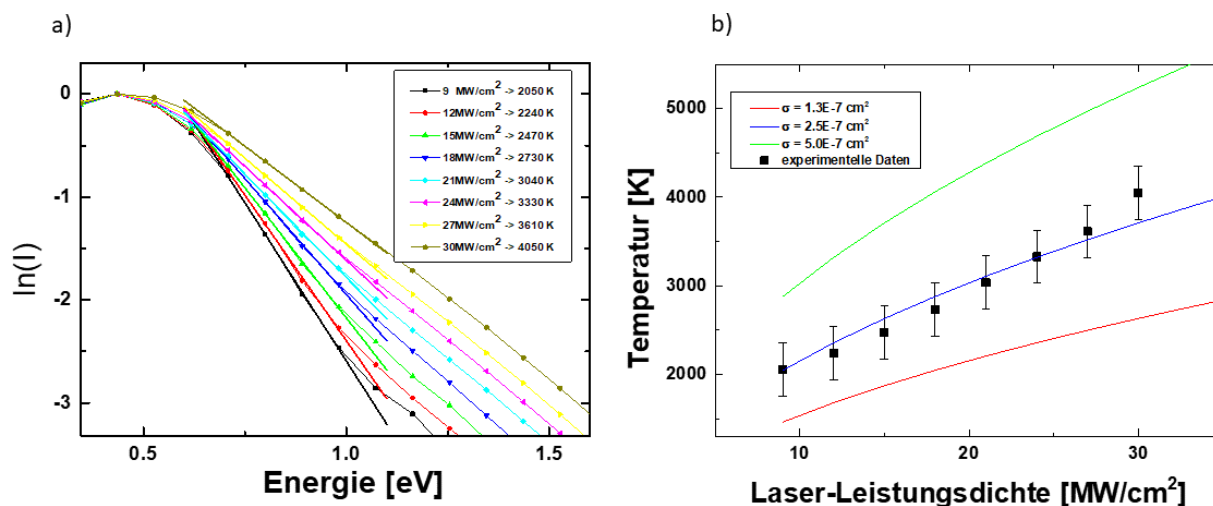 a)
ln(I)
0
-1
-2
-3
0.5
1.0
1.5
Energie [eV]
9 MW/cm² -> 2050 K
12MW/cm² -> 2240 K
15MW/cm² -> 2470 K
18MW/cm² -> 2730 K
21MW/cm² -> 3040 K
24MW/cm² -> 3330 K
27MW/cm² -> 3610 K
30MW/cm² -> 4050 K
b)
Temperatur [K]
5000
4000
3000
2000
10
20
30
Laser-Leistungsdichte [MW/cm²]
σ = 1.3E-7 cm²
σ = 2.5E-7 cm²
σ = 5.0E-7 cm²
experimentelle Daten